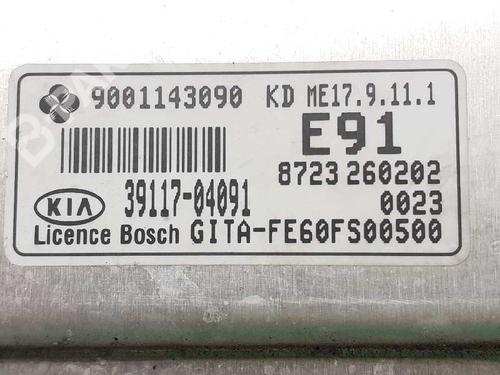 9001143090 KD ME17.9.11.1
E91
8723 260202
39117-04091 0023
KIA
Licence Bosch GITA-FE60FS00500